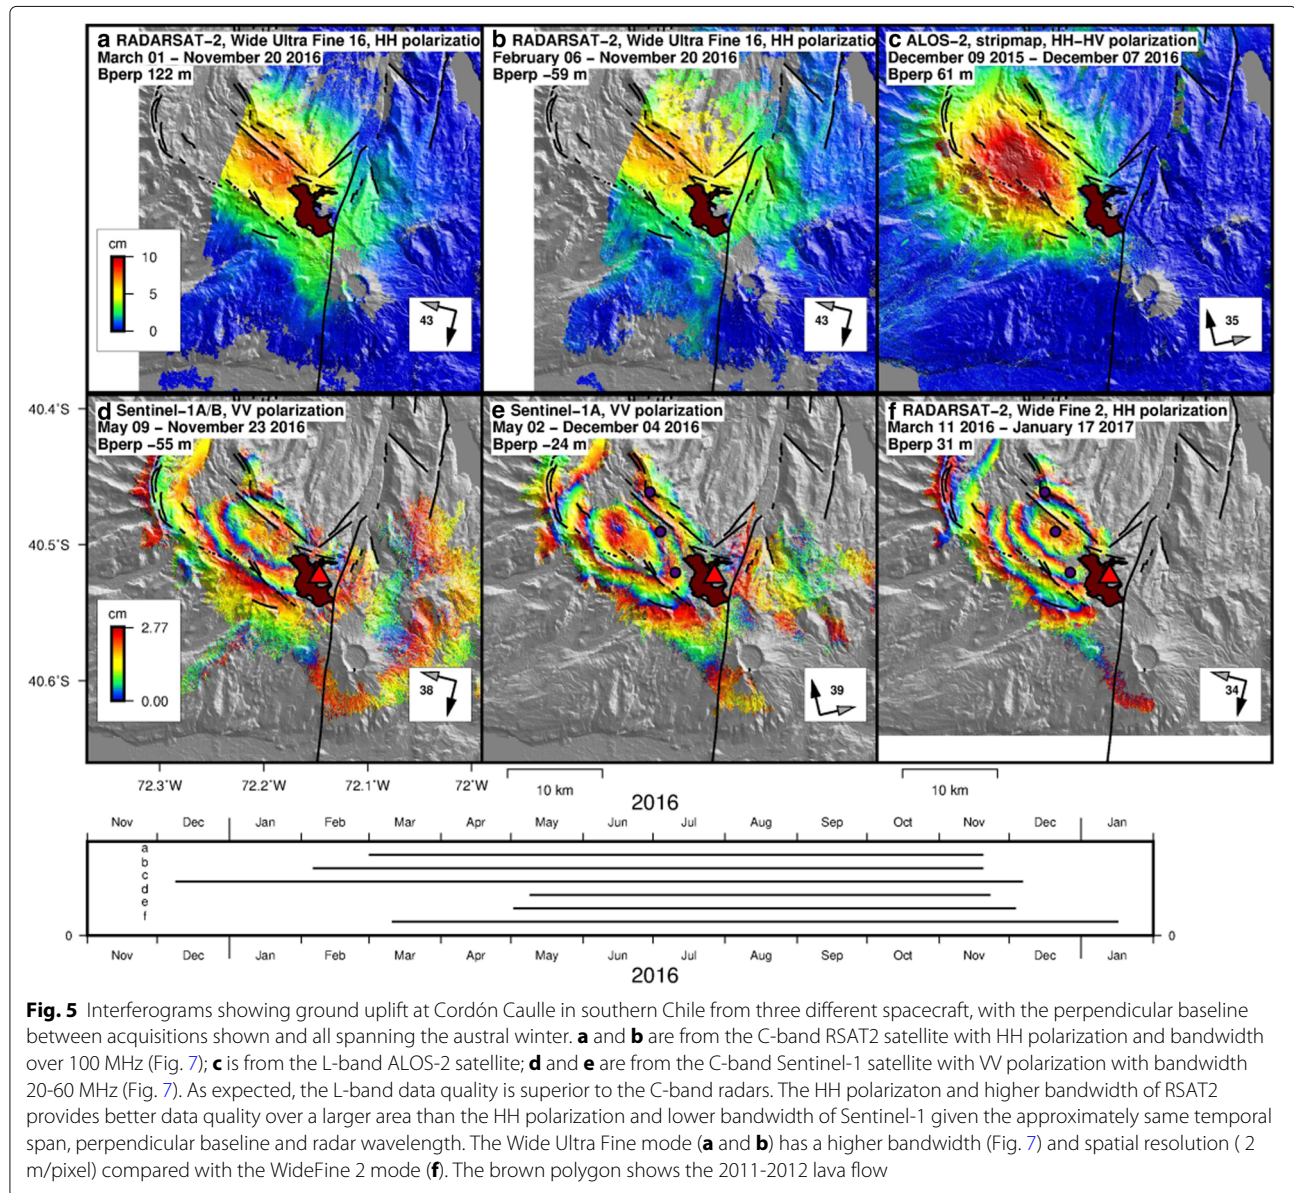 a RADARSAT-2, Wide Ultra Fine 16, HH polarizatio
March 01 - November 20 2016
Bperp 122 m
b RADARSAT-2, Wide Ultra Fine 16, HH polarizatio
February 06 - November 20 2016
Bperp -59 m
c ALOS-2, stripmap, HH-HV polarization
December 09 2015 - December 07 2016
Bperp 61 m
cm
10
5
0
43
43
35
40.4°S
40.5°S
40.6°S
d Sentinel-1A/B, VV polarization
May 09 - November 23 2016
Bperp -55 m
e Sentinel-1A, VV polarization
May 02 - December 04 2016
Bperp -24 m
f RADARSAT-2, Wide Fine 2, HH polarization
March 11 2016 - January 17 2017
Bperp 31 m
cm
2.77
0.00
38
39
34
72.3°W 72.2°W 72.1°W 72°W
10 km
10 km
2016
Nov Dec Jan Feb Mar Apr May Jun Jul Aug Sep Oct Nov Dec Jan
a
b
c
d
e
f
0 0
Nov Dec Jan Feb Mar Apr May Jun Jul Aug Sep Oct Nov Dec Jan
2016
Fig. 5 Interferograms showing ground uplift at Cordón Caulle in southern Chile from three different spacecraft, with the perpendicular baseline
between acquisitions shown and all spanning the austral winter. a and b are from the C-band RSAT2 satellite with HH polarization and bandwidth
over 100 MHz (Fig. 7); c is from the L-band ALOS-2 satellite; d and e are from the C-band Sentinel-1 satellite with VV polarization with bandwidth
20-60 MHz (Fig. 7). As expected, the L-band data quality is superior to the C-band radars. The HH polarizaton and higher bandwidth of RSAT2
provides better data quality over a larger area than the HH polarization and lower bandwidth of Sentinel-1 given the approximately same temporal
span, perpendicular baseline and radar wavelength. The Wide Ultra Fine mode (a and b) has a higher bandwidth (Fig. 7) and spatial resolution ( 2
m/pixel) compared with the WideFine 2 mode (f). The brown polygon shows the 2011-2012 lava flow